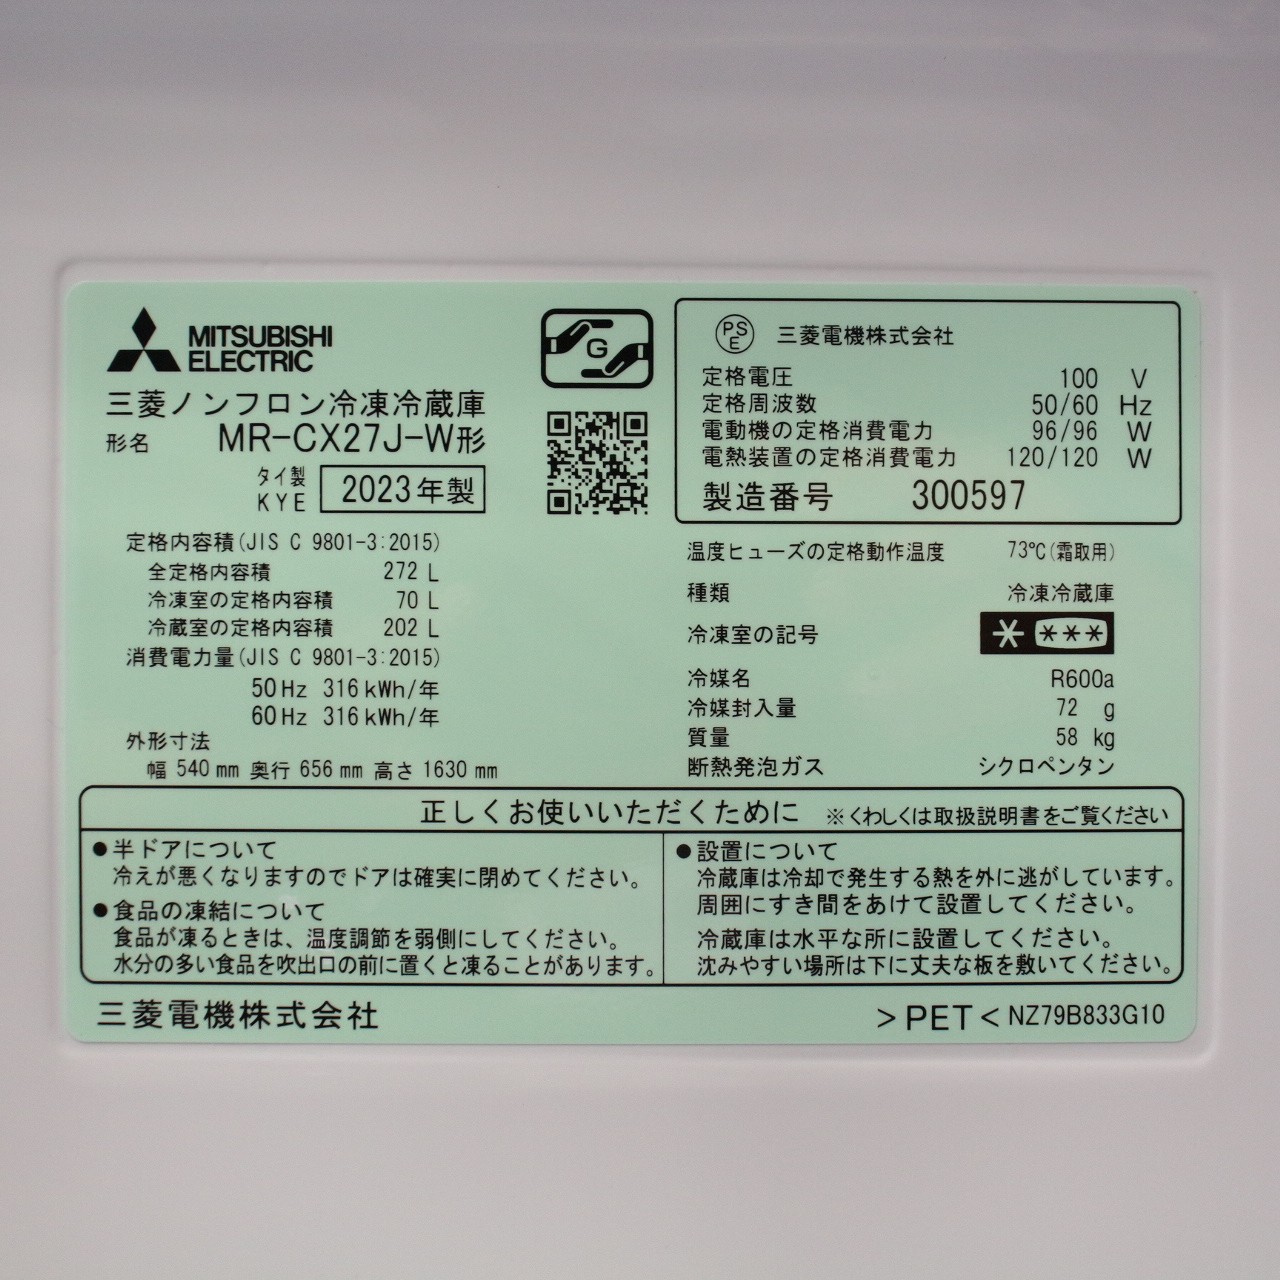 MITSUBISHI
ELECTRIC
三菱ノンフロン冷凍冷蔵庫
形名 MR-CX27J-W形
タイ製
KYE 2023年製
G
定格内容積(JIS C 9801-3:2015)
全定格内容積 272 L
冷凍室の定格内容積 70 L
冷蔵室の定格内容積 202 L
消費電力量(JIS C 9801-3:2015)
50Hz 316kWh/年
60Hz 316kWh/年
外形寸法
幅 540 mm 奥行 656 mm 高さ 1630 mm
PSE 三菱電機株式会社
定格電圧 100 V
定格周波数 50/60 Hz
電動機の定格消費電力 96/96 W
電熱装置の定格消費電力 120/120 W
製造番号 300597
温度ヒューズの定格動作温度 73℃(霜取用)
種類 冷凍冷蔵庫
冷凍室の記号 * ***
冷媒名 R600a
冷媒封入量 72 g
質量 58 kg
断熱発泡ガス シクロペンタン
正しくお使いいただくために ※くわしくは取扱説明書をご覧ください
●半ドアについて
冷えが悪くなりますのでドアは確実に閉めてください。
●食品の凍結について
食品が凍るときは、温度調節を弱側にしてください。
水分の多い食品を吹出口の前に置くと凍ることがあります。
●設置について
冷蔵庫は冷却で発生する熱を外に逃がしています。
周囲にすき間をあけて設置してください。
冷蔵庫は水平な所に設置してください。
沈みやすい場所は下に丈夫な板を敷いてください。
三菱電機株式会社
>PET< NZ79B833G10